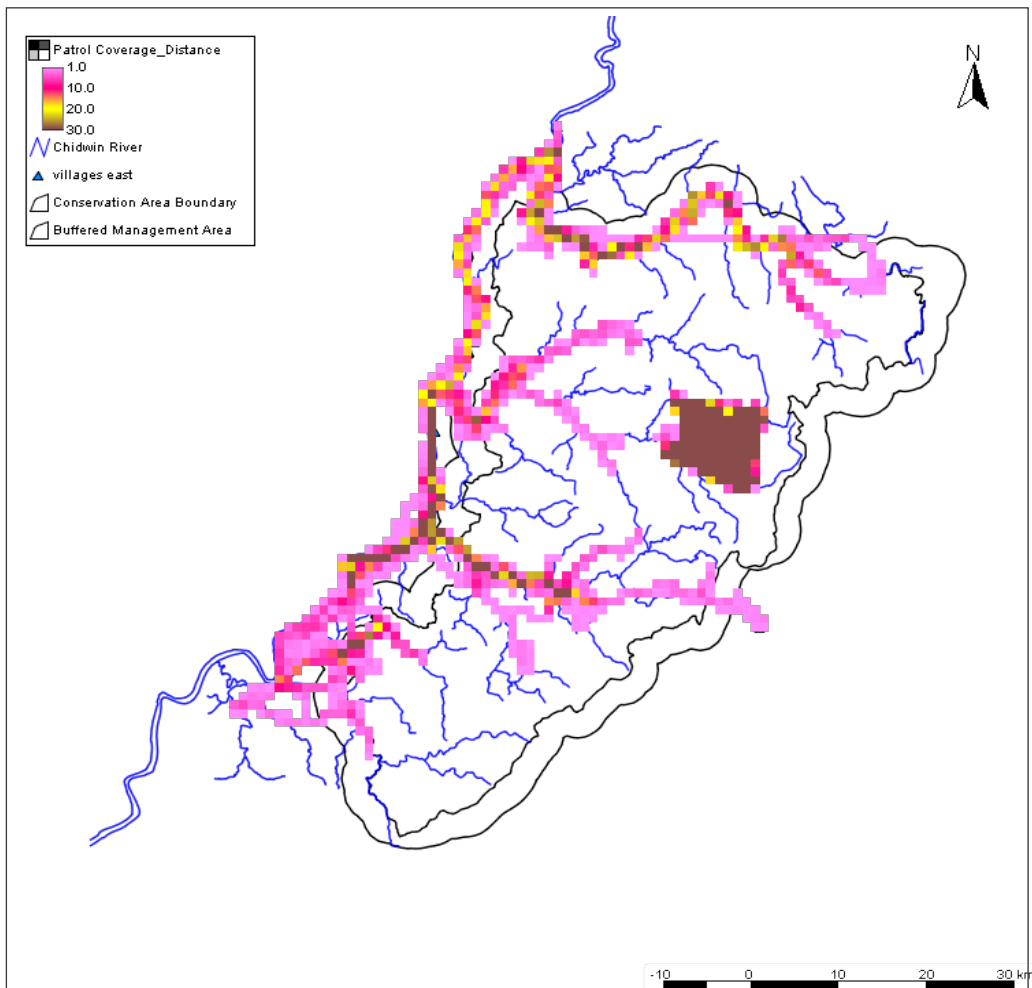 Patrol Coverage_Distance
1.0
10.0
20.0
30.0
Chidwin River
villages east
Conservation Area Boundary
Buffered Management Area
N
-10 0 10 20 30 km